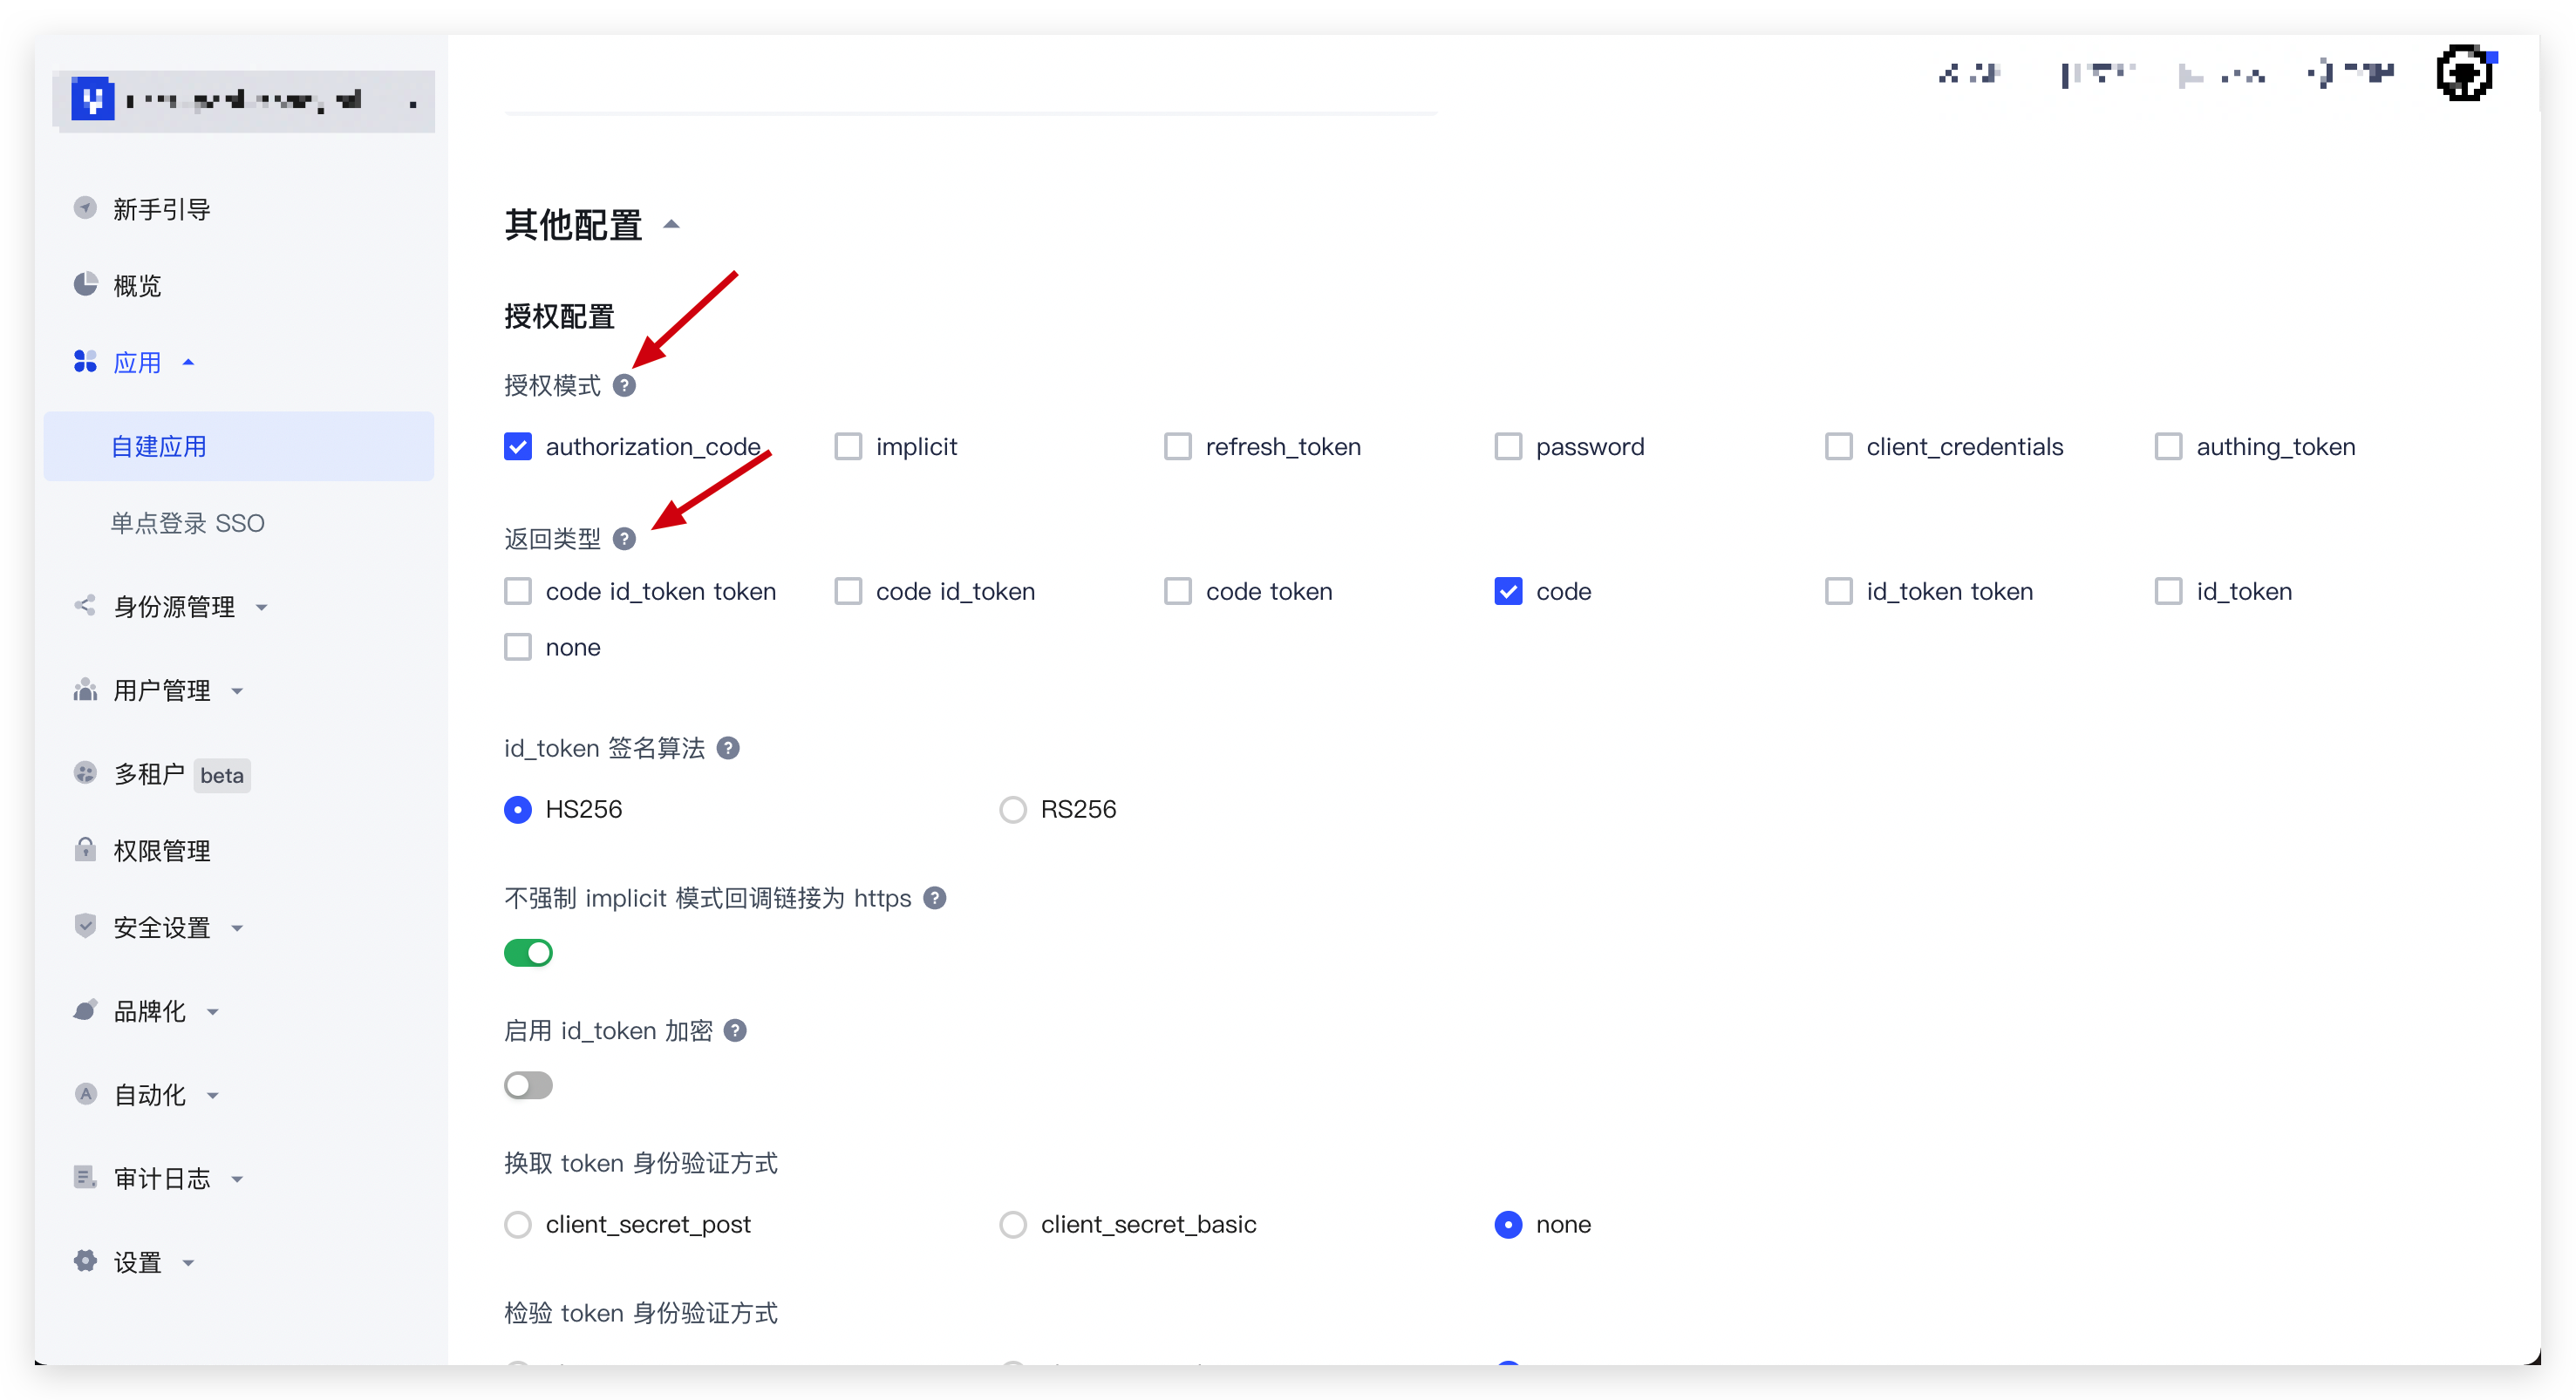 新手引导
概览
应用
自建应用
单点登录 SSO
身份源管理
用户管理
多租户 beta
权限管理
安全设置
品牌化
自动化
审计日志
设置
其他配置
授权配置
授权模式 ?
authorization_code implicit refresh_token password client_credentials authing_token
返回类型 ?
code id_token token code id_token code token code id_token token id_token
none
id_token 签名算法 ?
HS256 RS256
不强制 implicit 模式回调链接为 https ?
启用 id_token 加密 ?
换取 token 身份验证方式
client_secret_post client_secret_basic none
检验 token 身份验证方式